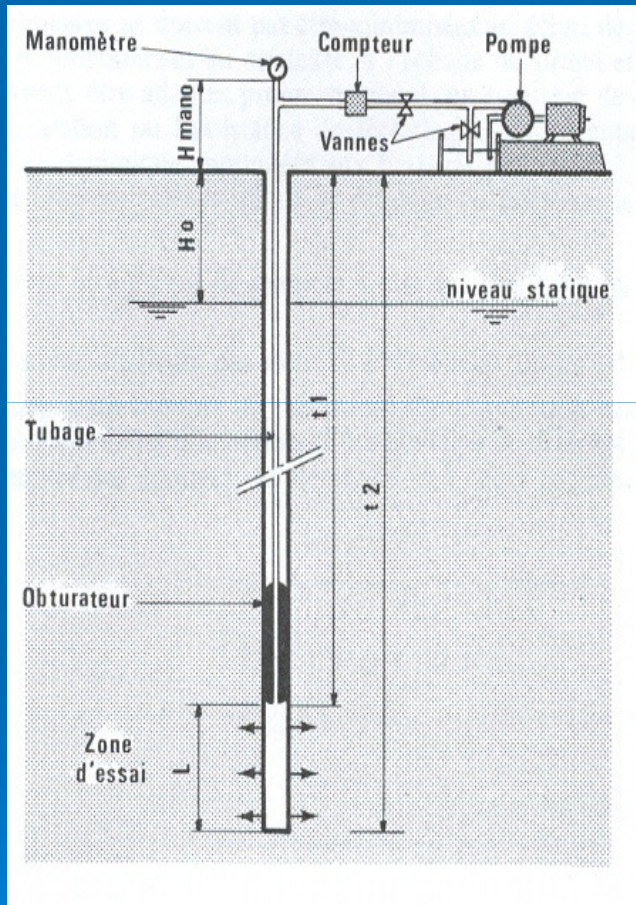 Manomètre
Compteur
Pompe
H mano
Vannes
Ho
niveau statique
t1
Tubage
t2
Obturateur
Zone
d'essai
L